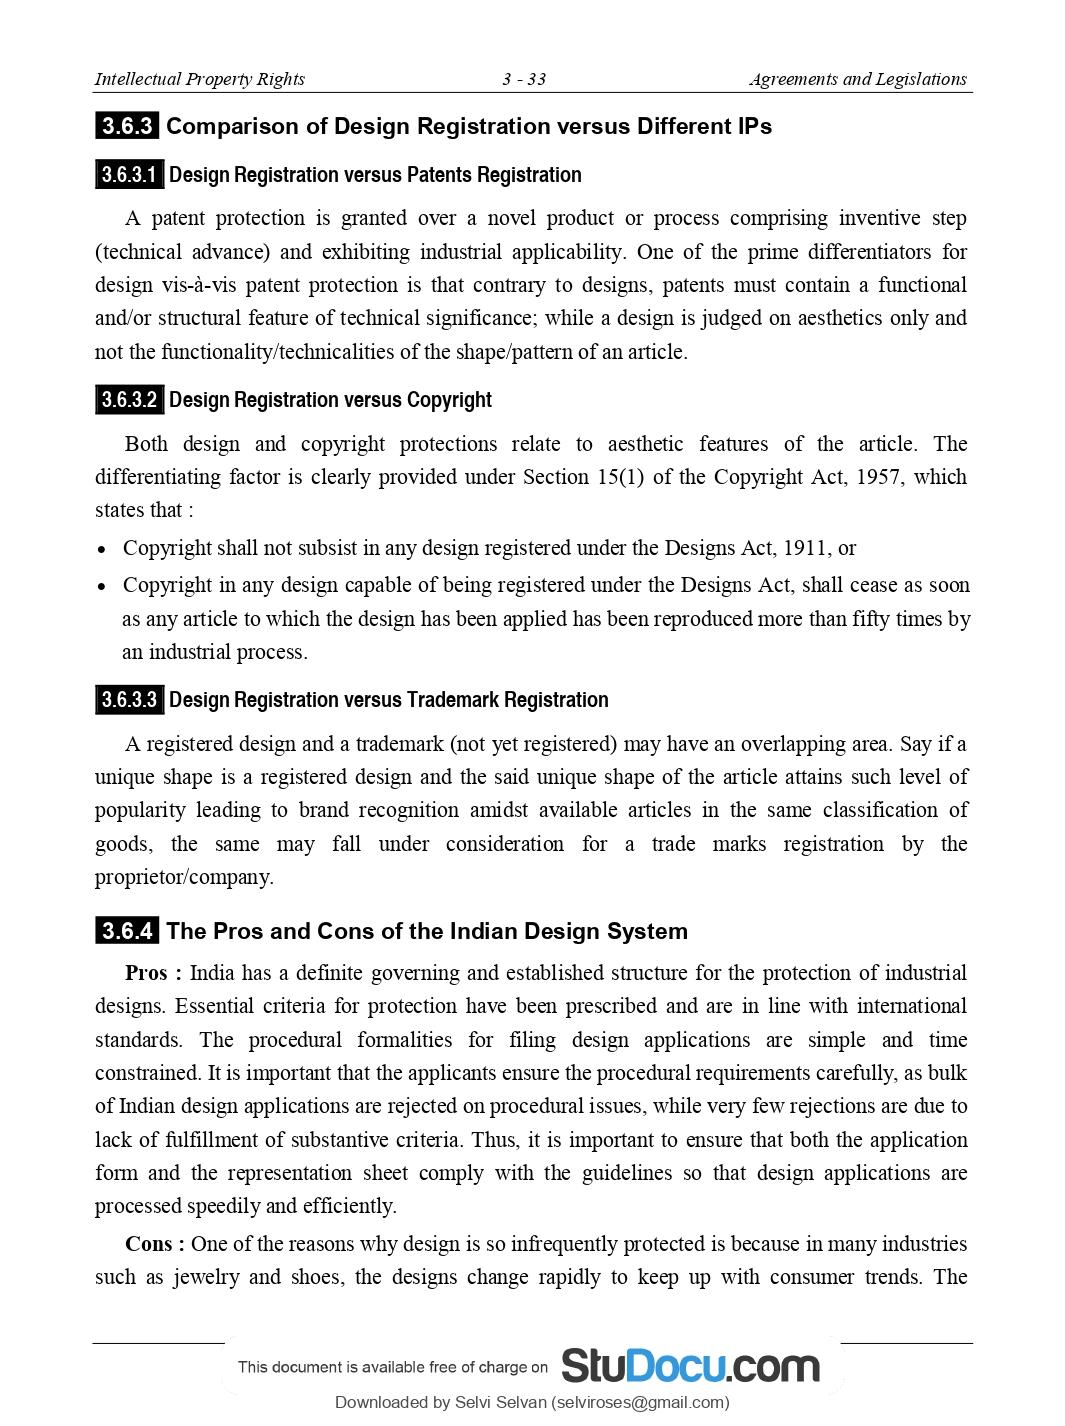 Intellectual Property Rights 3 - 33 Agreements and Legislations
3.6.3 Comparison of Design Registration versus Different IPs
3.6.3.1 Design Registration versus Patents Registration
A patent protection is granted over a novel product or process comprising inventive step
(technical advance) and exhibiting industrial applicability. One of the prime differentiators for
design vis-à-vis patent protection is that contrary to designs, patents must contain a functional
and/or structural feature of technical significance; while a design is judged on aesthetics only and
not the functionality/technicalities of the shape/pattern of an article.
3.6.3.2 Design Registration versus Copyright
Both design and copyright protections relate to aesthetic features of the article. The
differentiating factor is clearly provided under Section 15(1) of the Copyright Act, 1957, which
states that :
• Copyright shall not subsist in any design registered under the Designs Act, 1911, or
• Copyright in any design capable of being registered under the Designs Act, shall cease as soon
as any article to which the design has been applied has been reproduced more than fifty times by
an industrial process.
3.6.3.3 Design Registration versus Trademark Registration
A registered design and a trademark (not yet registered) may have an overlapping area. Say if a
unique shape is a registered design and the said unique shape of the article attains such level of
popularity leading to brand recognition amidst available articles in the same classification of
goods, the same may fall under consideration for a trade marks registration by the
proprietor/company.
3.6.4 The Pros and Cons of the Indian Design System
Pros : India has a definite governing and established structure for the protection of industrial
designs. Essential criteria for protection have been prescribed and are in line with international
standards. The procedural formalities for filing design applications are simple and time
constrained. It is important that the applicants ensure the procedural requirements carefully, as bulk
of Indian design applications are rejected on procedural issues, while very few rejections are due to
lack of fulfillment of substantive criteria. Thus, it is important to ensure that both the application
form and the representation sheet comply with the guidelines so that design applications are
processed speedily and efficiently.
Cons : One of the reasons why design is so infrequently protected is because in many industries
such as jewelry and shoes, the designs change rapidly to keep up with consumer trends. The
This document is available free of charge on StuDocu.com
Downloaded by Selvi Selvan (selviroses@gmail.com)